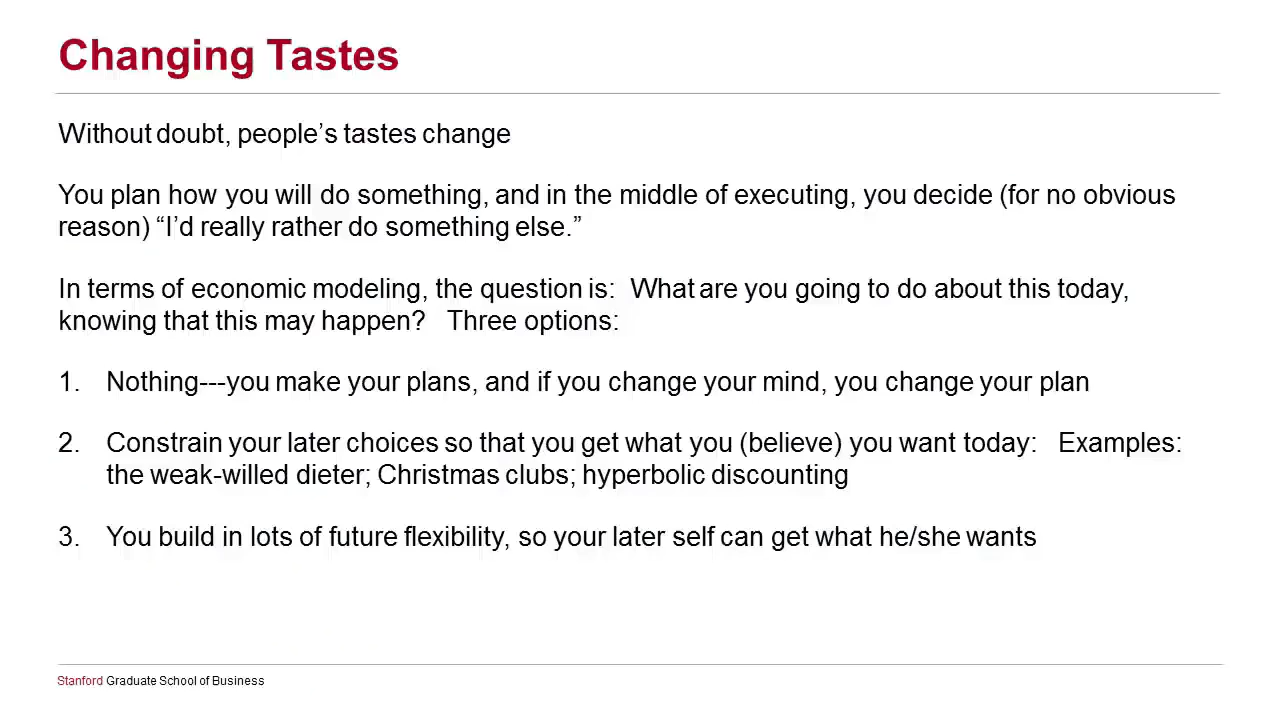 Changing Tastes
Without doubt, people’s tastes change
You plan how you will do something, and in the middle of executing, you decide (for no obvious
reason) “I’d really rather do something else.”
In terms of economic modeling, the question is: What are you going to do about this today,
knowing that this may happen? Three options:
1. Nothing---you make your plans, and if you change your mind, you change your plan
2. Constrain your later choices so that you get what you (believe) you want today: Examples:
the weak-willed dieter; Christmas clubs; hyperbolic discounting
3. You build in lots of future flexibility, so your later self can get what he/she wants
Stanford Graduate School of Business